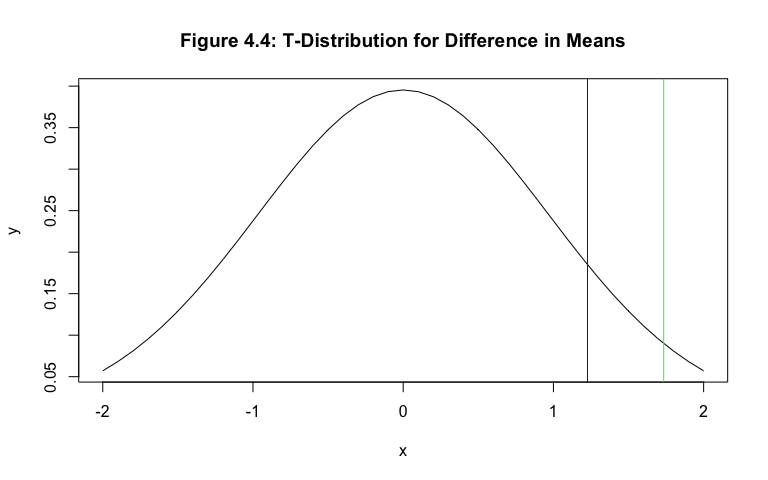 Figure 4.4: T-Distribution for Difference in Means
y
0.35
0.25
0.15
0.05
-2 -1 0 1 2
x